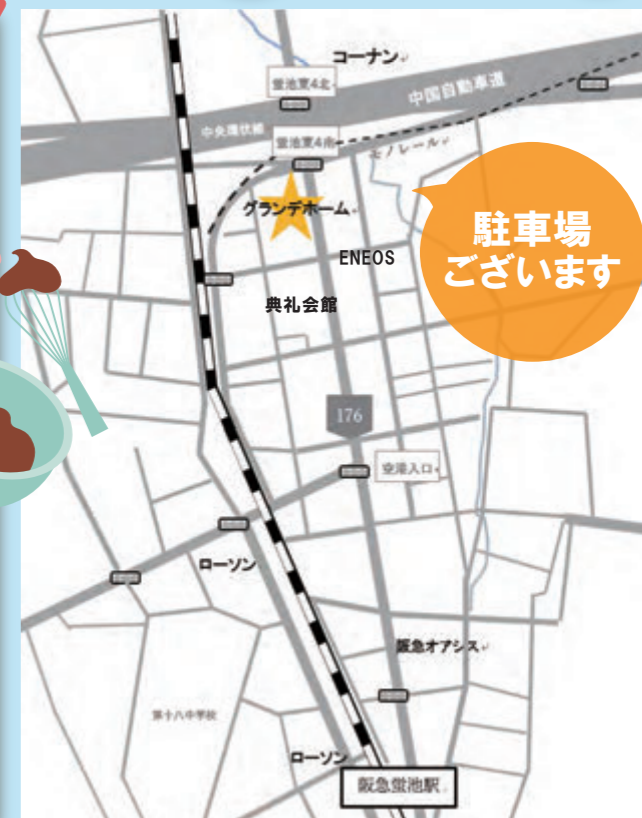 コーナン
蛍池東4北
中国自動車道
中央環状線
蛍池東4南
モノレール
グランデホーム
駐車場
ございます
ENEOS
典礼会館
176
空港入口
ローソン
阪急オアシス
第十八中学校
ローソン
阪急蛍池駅